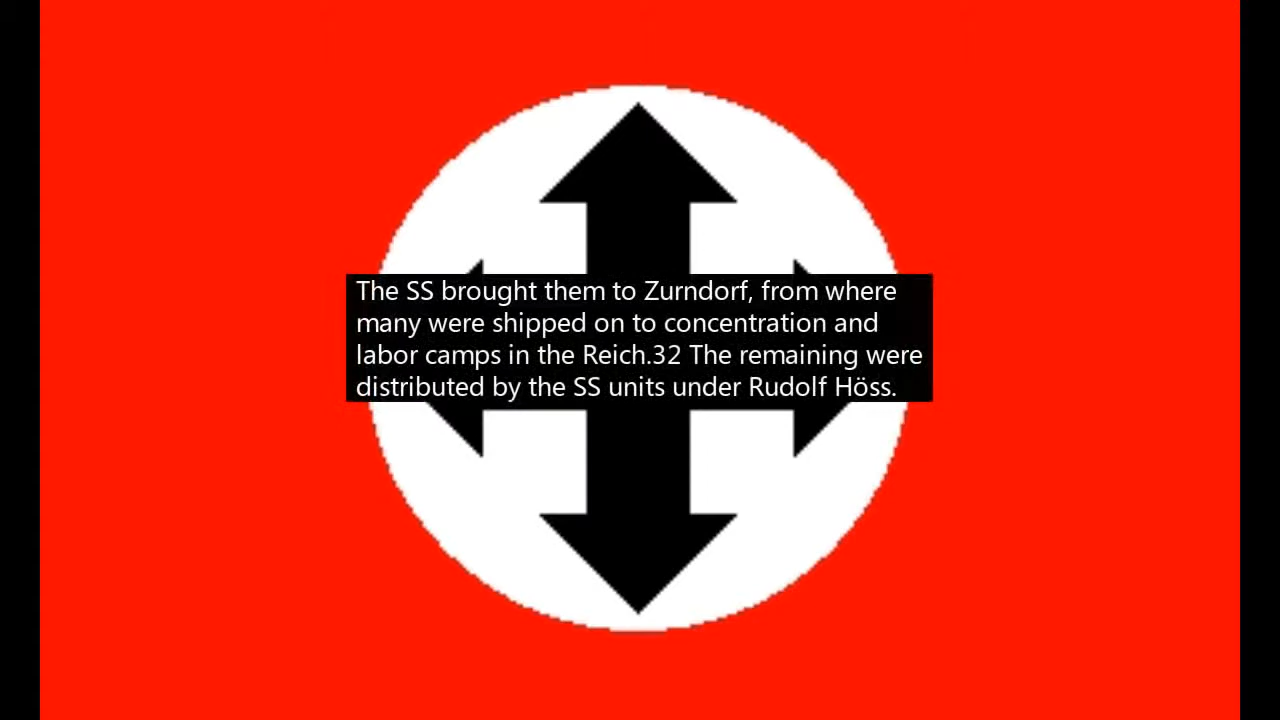 The SS brought them to Zurndorf, from where
many were shipped on to concentration and
labor camps in the Reich.32 The remaining were
distributed by the SS units under Rudolf Höss.